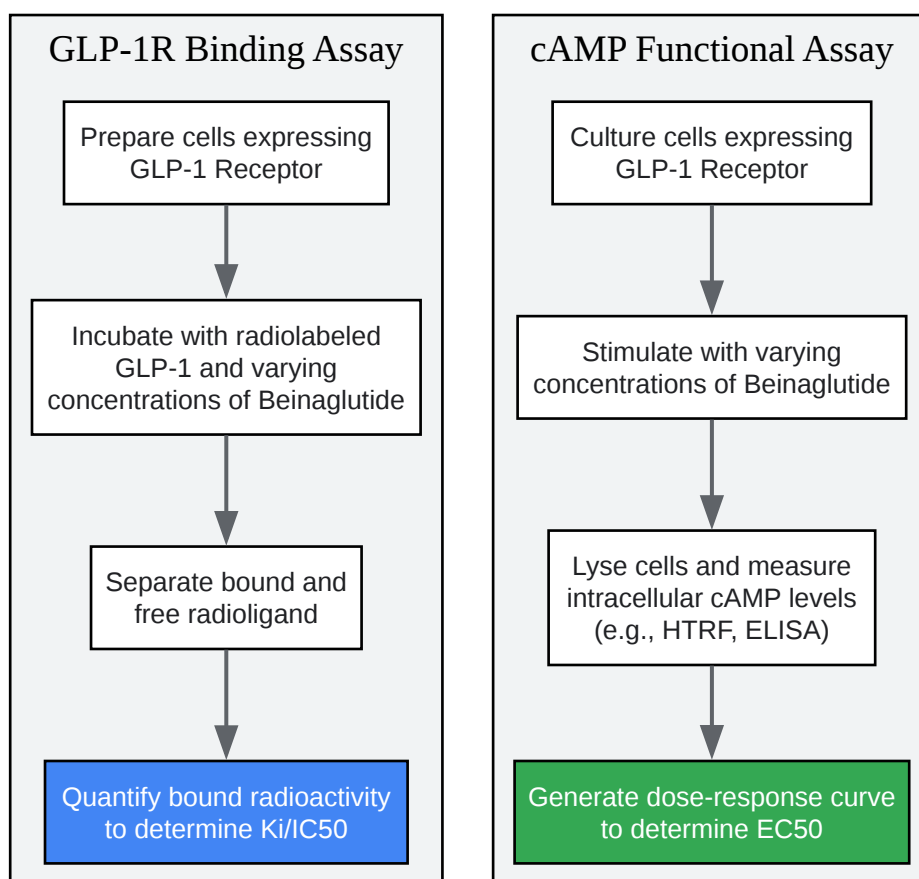 GLP-1R Binding Assay
Prepare cells expressing
GLP-1 Receptor
Incubate with radiolabeled
GLP-1 and varying
concentrations of Beinaglutide
Separate bound and
free radioligand
Quantify bound radioactivity
to determine Ki/IC50
cAMP Functional Assay
Culture cells expressing
GLP-1 Receptor
Stimulate with varying
concentrations of Beinaglutide
Lyse cells and measure
intracellular cAMP levels
(e.g., HTRF, ELISA)
Generate dose-response curve
to determine EC50